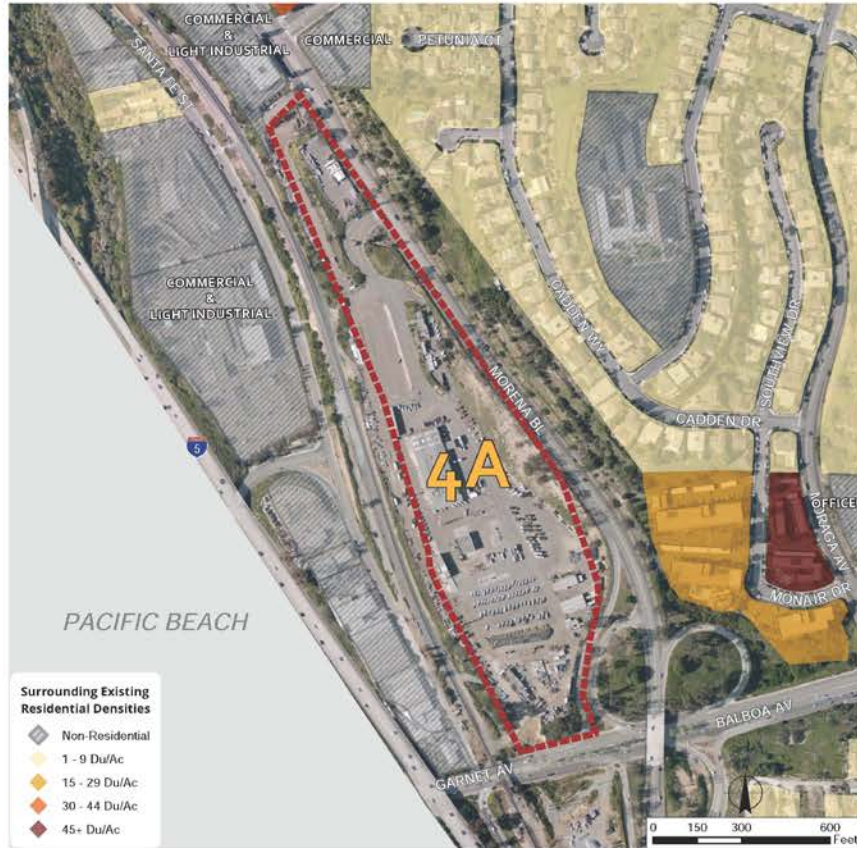 COMMERCIAL
&
LIGHT INDUSTRIAL
COMMERCIAL
PETUNIA CT
SANTA FE ST
COMMERCIAL
&
LIGHT INDUSTRIAL
CADDEN WY
SOUTHVIEW DR
MORENA BL
CADDEN DR
5
4A
OFFICE
MORAGA AV
MONAIR DR
PACIFIC BEACH
BALBOA AV
GARNET AV
Surrounding Existing
Residential Densities
Non-Residential
1 - 9 Du/Ac
15 - 29 Du/Ac
30 - 44 Du/Ac
45+ Du/Ac
0 150 300 600
Feet